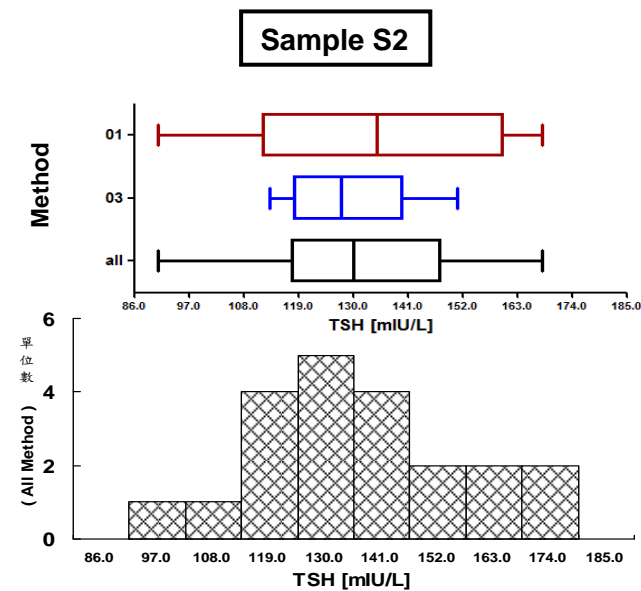 Sample S2
Method
01
03
all
86.0 97.0 108.0 119.0 130.0 141.0 152.0 163.0 174.0 185.0
TSH [mIU/L]
單位數
( All Method )
6
4
2
0
86.0 97.0 108.0 119.0 130.0 141.0 152.0 163.0 174.0 185.0
TSH [mIU/L]